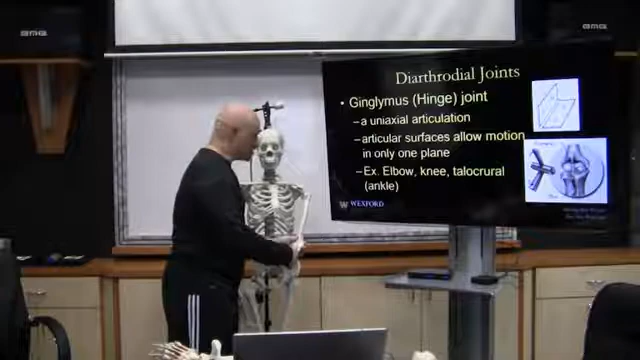 Diarthrodial Joints
• Ginglymus (Hinge) joint
–a uniaxial articulation
–articular surfaces allow motion
in only one plane
–Ex. Elbow, knee, talocrural
(ankle)
WEXFORD